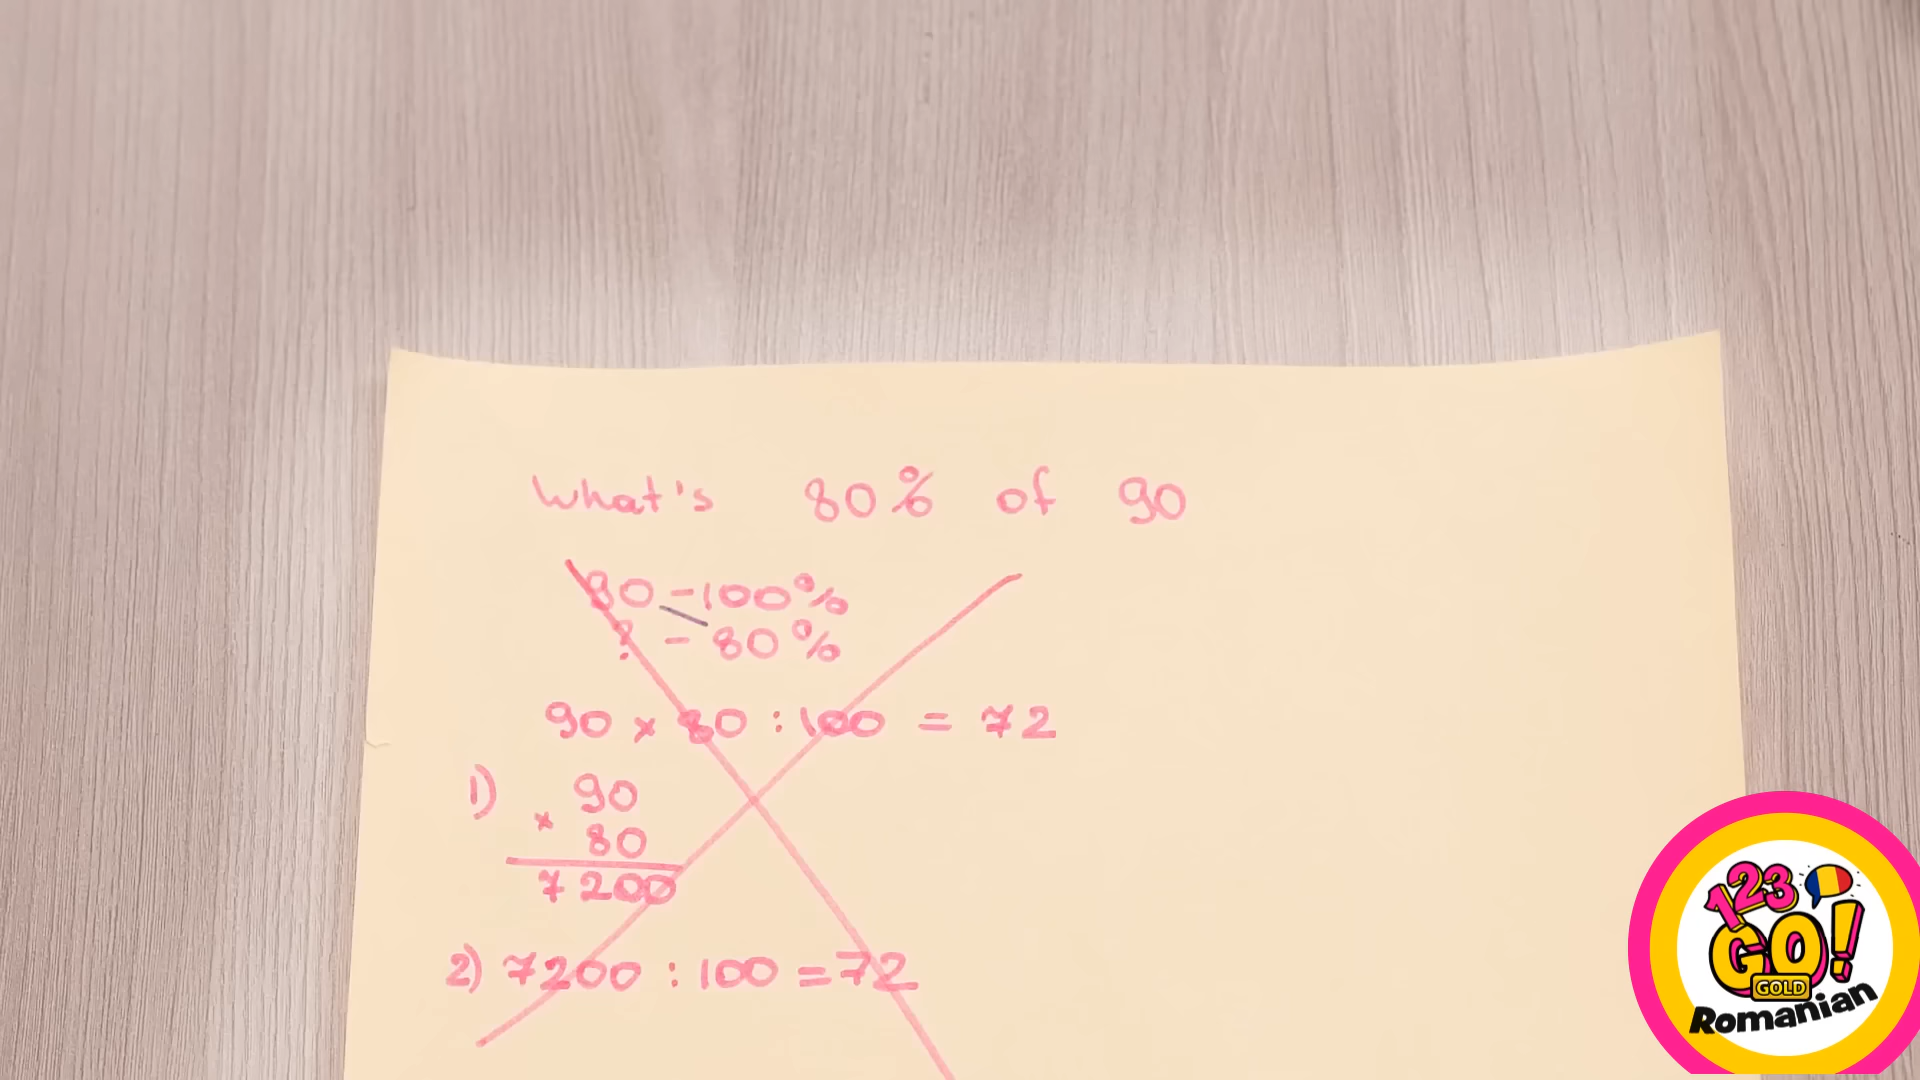 What's 80% of 90
90 - 100%
? - 80%
90 x 80 : 100 = 72
1) 90
x 80
7200
2) 7200 : 100 = 72
123
GO!
GOLD
Romanian